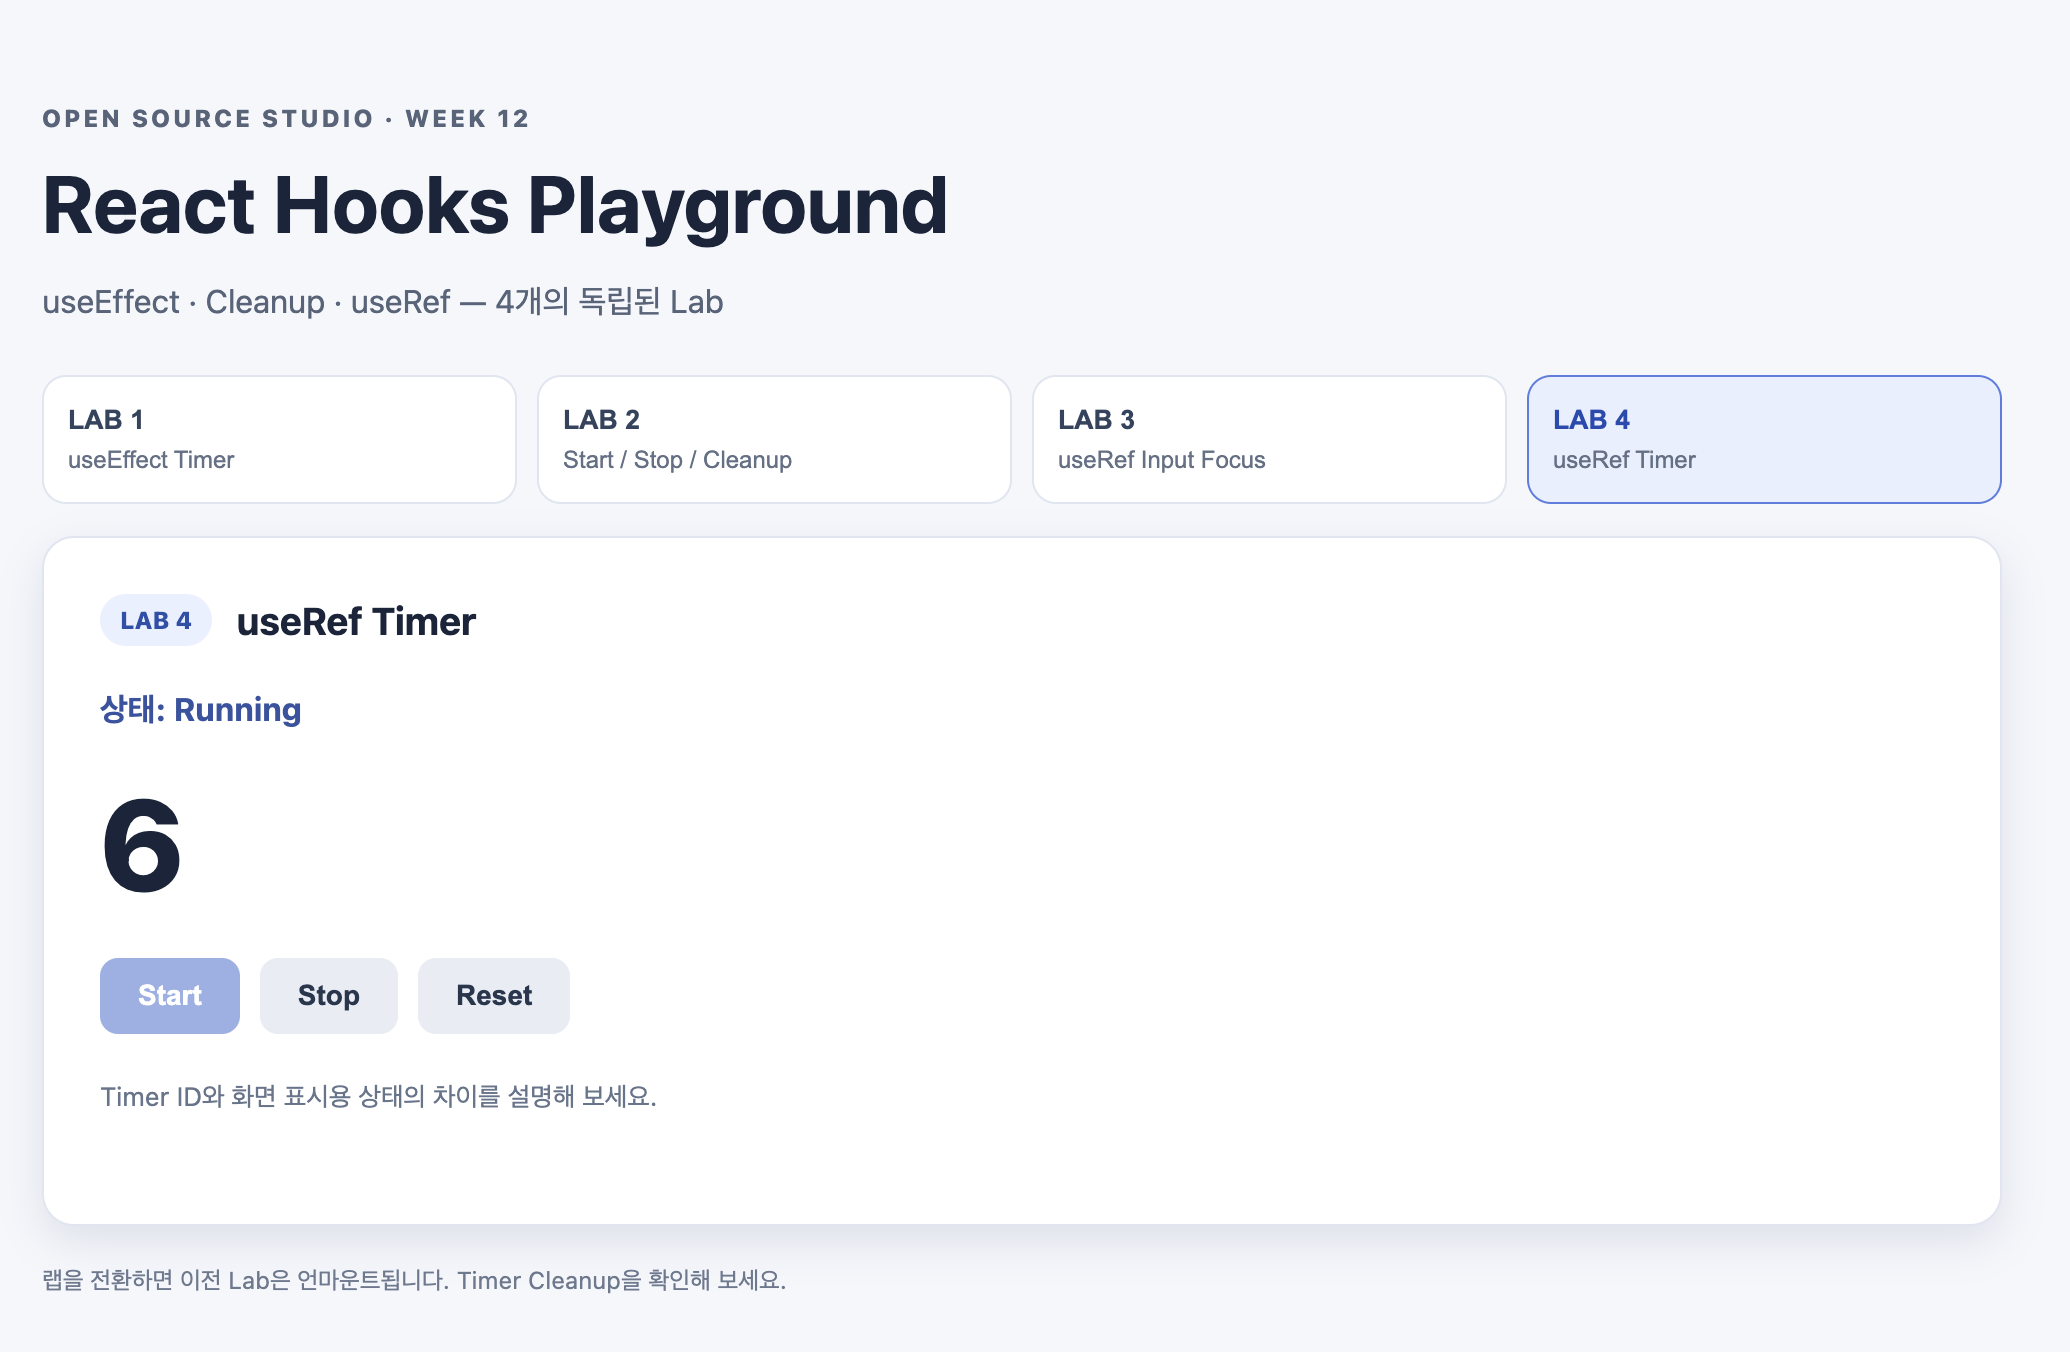 OPEN SOURCE STUDIO · WEEK 12
React Hooks Playground
useEffect · Cleanup · useRef — 4개의 독립된 Lab
LAB 1
useEffect Timer
LAB 2
Start / Stop / Cleanup
LAB 3
useRef Input Focus
LAB 4
useRef Timer
LAB 4 useRef Timer
상태: Running
6
Start Stop Reset
Timer ID와 화면 표시용 상태의 차이를 설명해 보세요.
랩을 전환하면 이전 Lab은 언마운트됩니다. Timer Cleanup을 확인해 보세요.